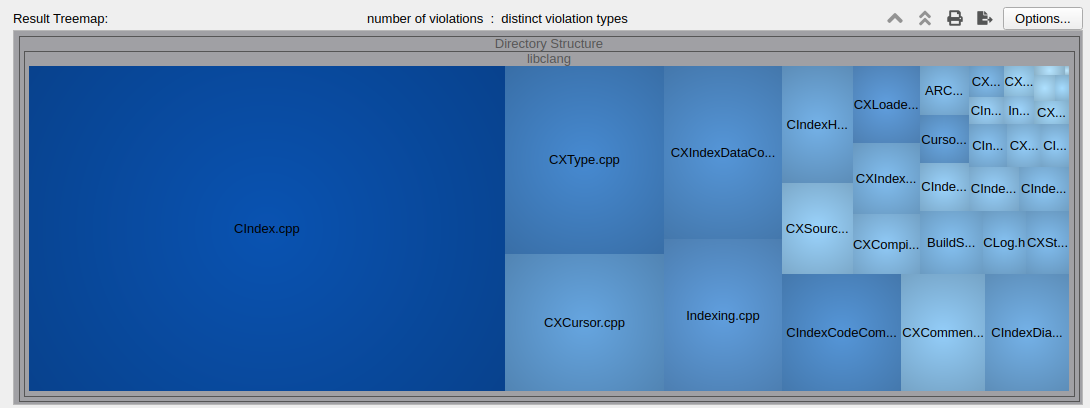 Result Treemap: number of violations : distinct violation types Options...
Directory Structure
libclang
CIndex.cpp
CXType.cpp
CXCursor.cpp
CXIndexDataCo...
Indexing.cpp
CIndexH...
CXSourc...
CXLoade...
CXIndex...
CXCompi...
ARC...
Curso...
CInde...
BuildS...
CX...
CX...
CIn...
In...
CX...
CIn...
CX...
CI...
CInde...
CInde...
CLog.h
CXSt...
CIndexCodeCom...
CXCommen...
CIndexDia...